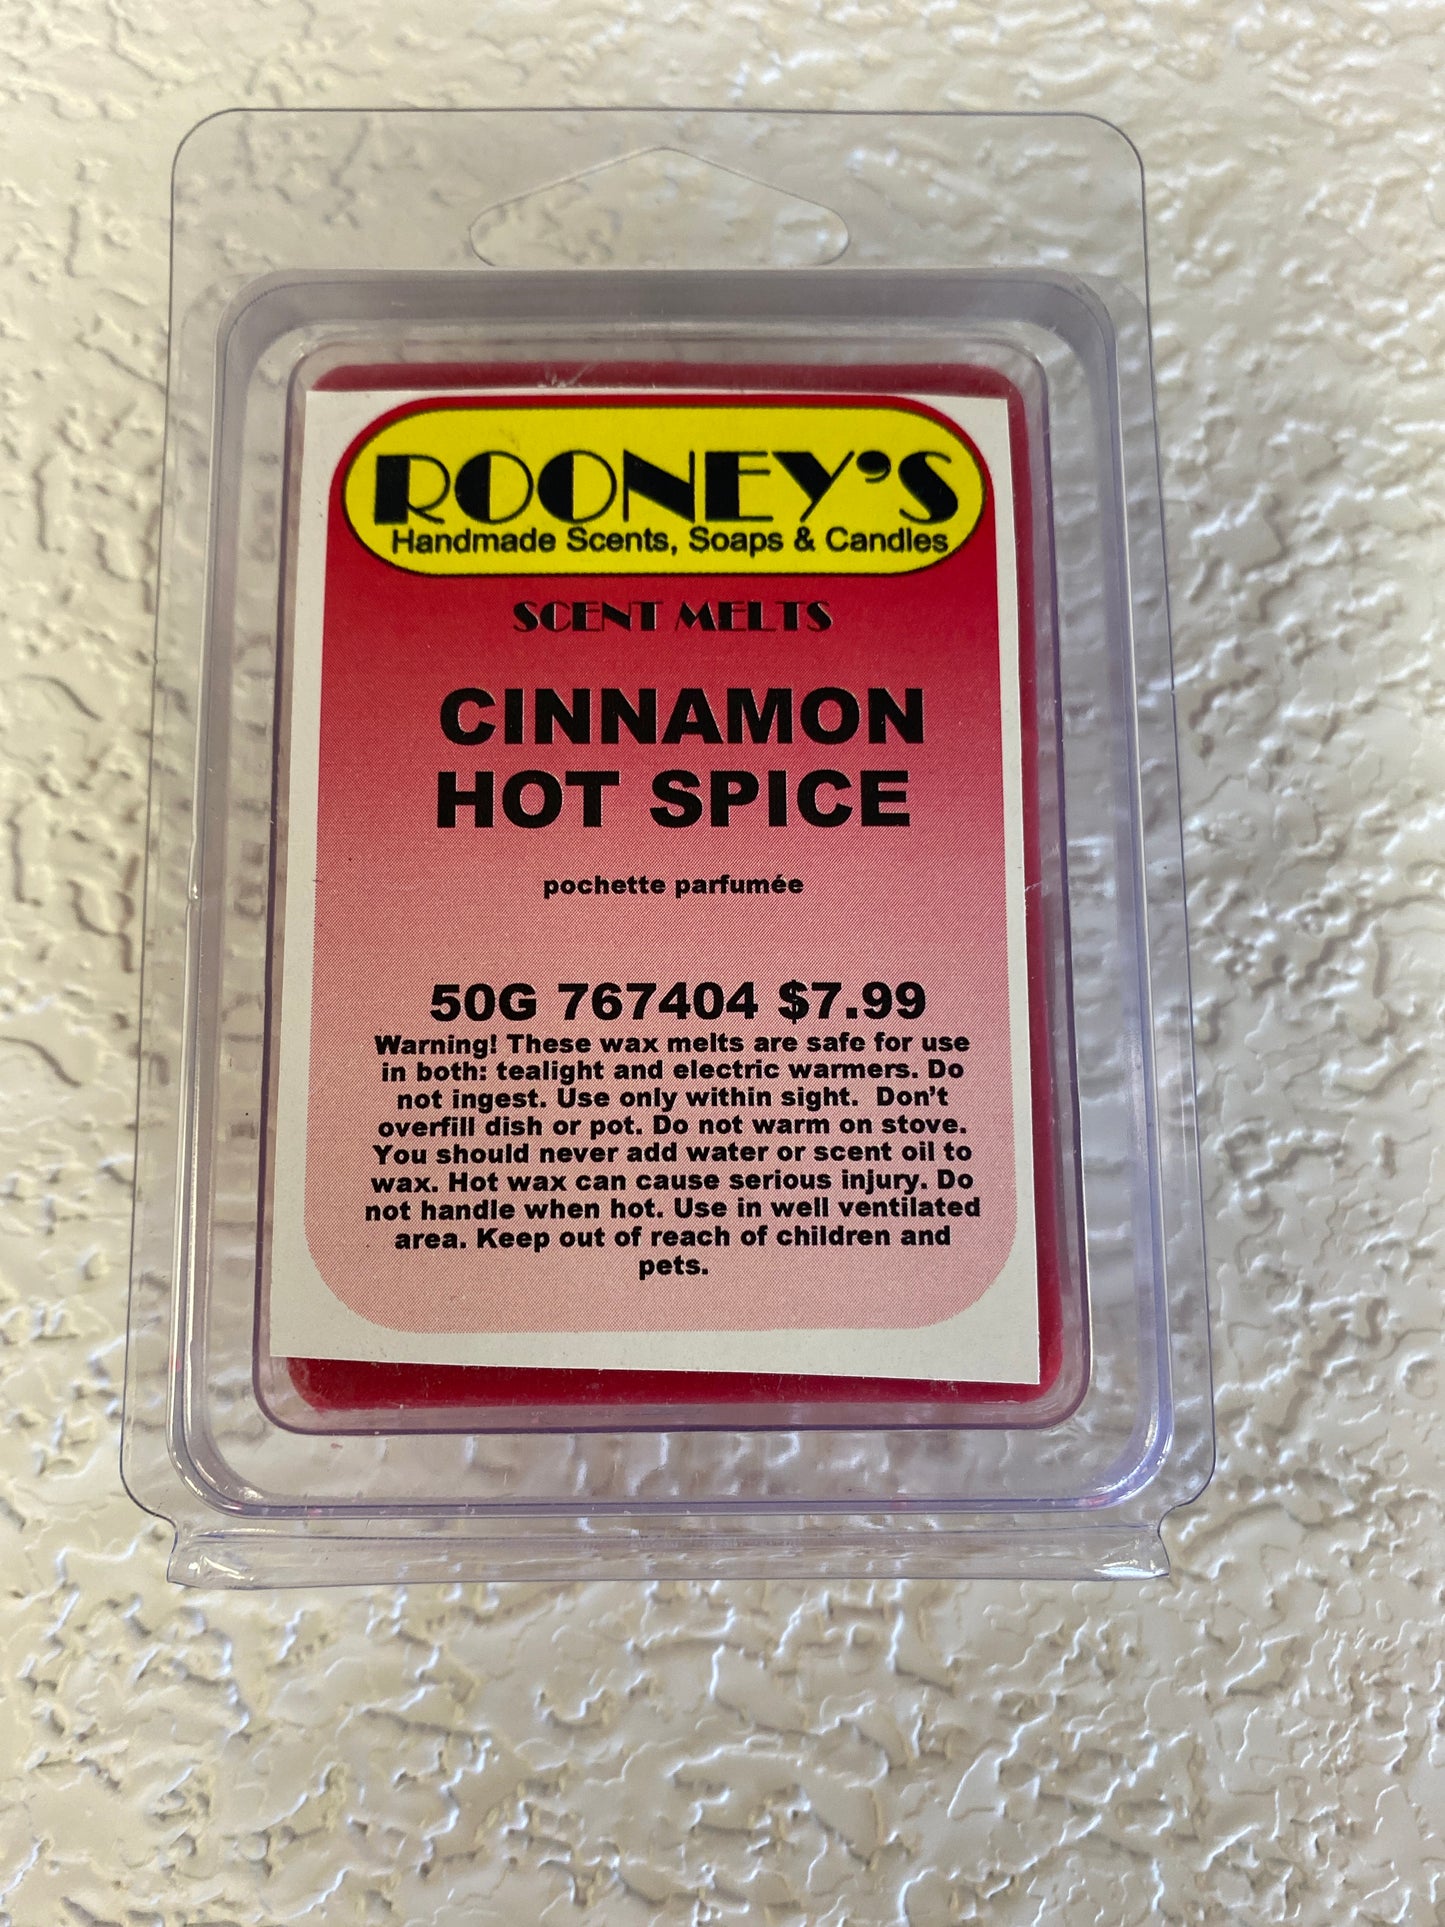 ROONEY'S
Handmade Scents, Soaps & Candles
SCENT MELTS
CINNAMON
HOT SPICE
pochette parfumée
50G 767404 $7.99
Warning! These wax melts are safe for use
in both: tealight and electric warmers. Do
not ingest. Use only within sight.  Don't
overfill dish or pot. Do not warm on stove.
You should never add water or scent oil to
wax. Hot wax can cause serious injury. Do
not handle when hot. Use in well ventilated
area. Keep out of reach of children and
pets.